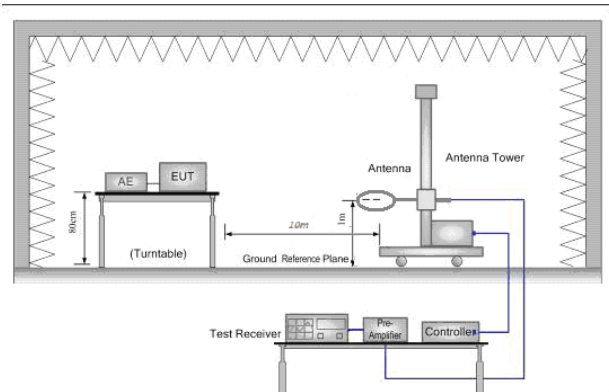 Antenna Tower
Antenna
AE
EUT
80cm
10m
1m
(Turntable)
Ground Reference Plane
Test Receiver
Pre-
Amplifier
Controller